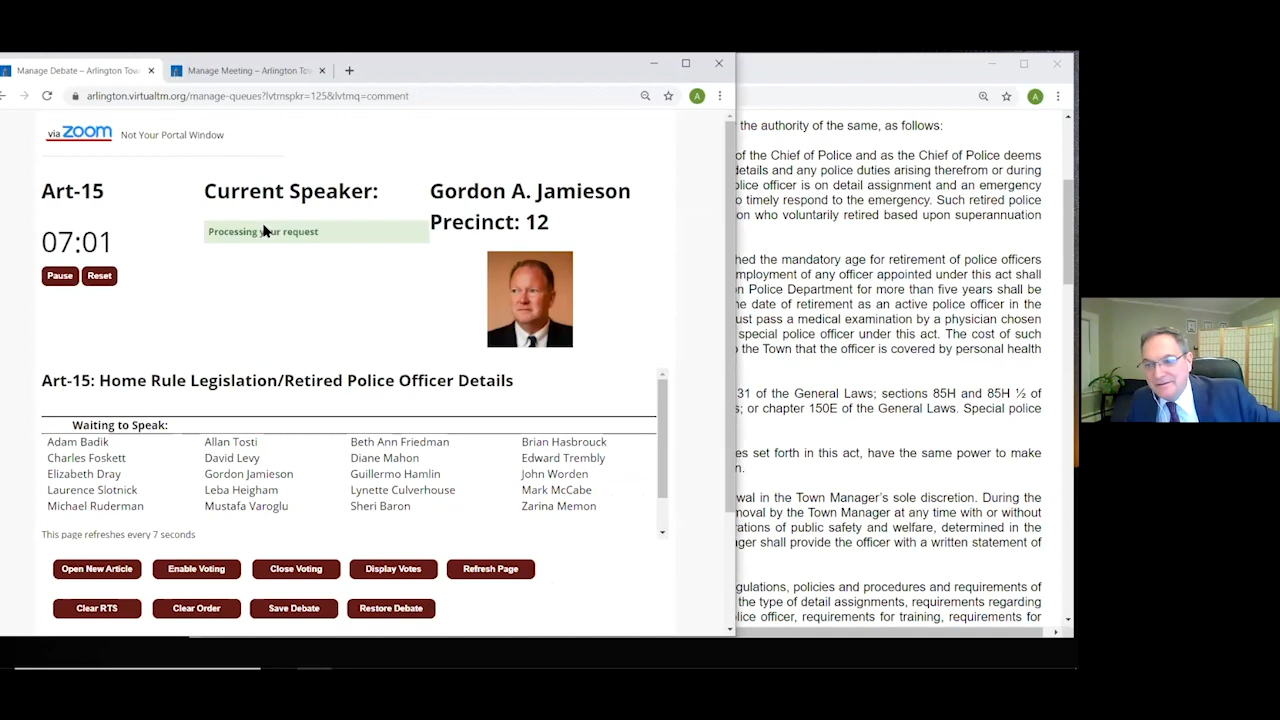 Manage Debate – Arlington Tow
Manage Meeting – Arlington Tow
arlington.virtualtm.org/manage-queues?lvtmspkr=125&lvtmq=comment
A
A
via zoom Not Your Portal Window
Art-15
Current Speaker:
Gordon A. Jamieson
Precinct: 12
07:01
Pause
Reset
Art-15: Home Rule Legislation/Retired Police Officer Details
Waiting to Speak:
Adam Badik Allan Tosti Beth Ann Friedman Brian Hasbrouck
Charles Foskett David Levy Diane Mahon Edward Trembly
Elizabeth Dray Gordon Jamieson Guillermo Hamlin John Worden
Laurence Slotnick Leba Heigham Lynette Culverhouse Mark McCabe
Michael Ruderman Mustafa Varoglu Sheri Baron Zarina Memon
This page refreshes every 7 seconds
Open New Article
Enable Voting
Close Voting
Display Votes
Refresh Page
Clear RTS
Clear Order
Save Debate
Restore Debate
the authority of the same, as follows:
of the Chief of Police and as the Chief of Police deems
details and any police duties arising therefrom or during
officer is on detail assignment and an emergency
timely respond to the emergency. Such retired police
who voluntarily retired based upon superannuation
the mandatory age for retirement of police officers
of any officer appointed under this act shall
Police Department for more than five years shall be
date of retirement as an active police officer in the
pass a medical examination by a physician chosen
special police officer under this act. The cost of such
the Town that the officer is covered by personal health
31 of the General Laws; sections 85H and 85H ½ of
or chapter 150E of the General Laws. Special police
set forth in this act, have the same power to make
in the Town Manager's sole discretion. During the
by the Town Manager at any time with or without
of public safety and welfare, determined in the
shall provide the officer with a written statement of
policies and procedures and requirements of
the type of detail assignments, requirements regarding
officer, requirements for training, requirements for